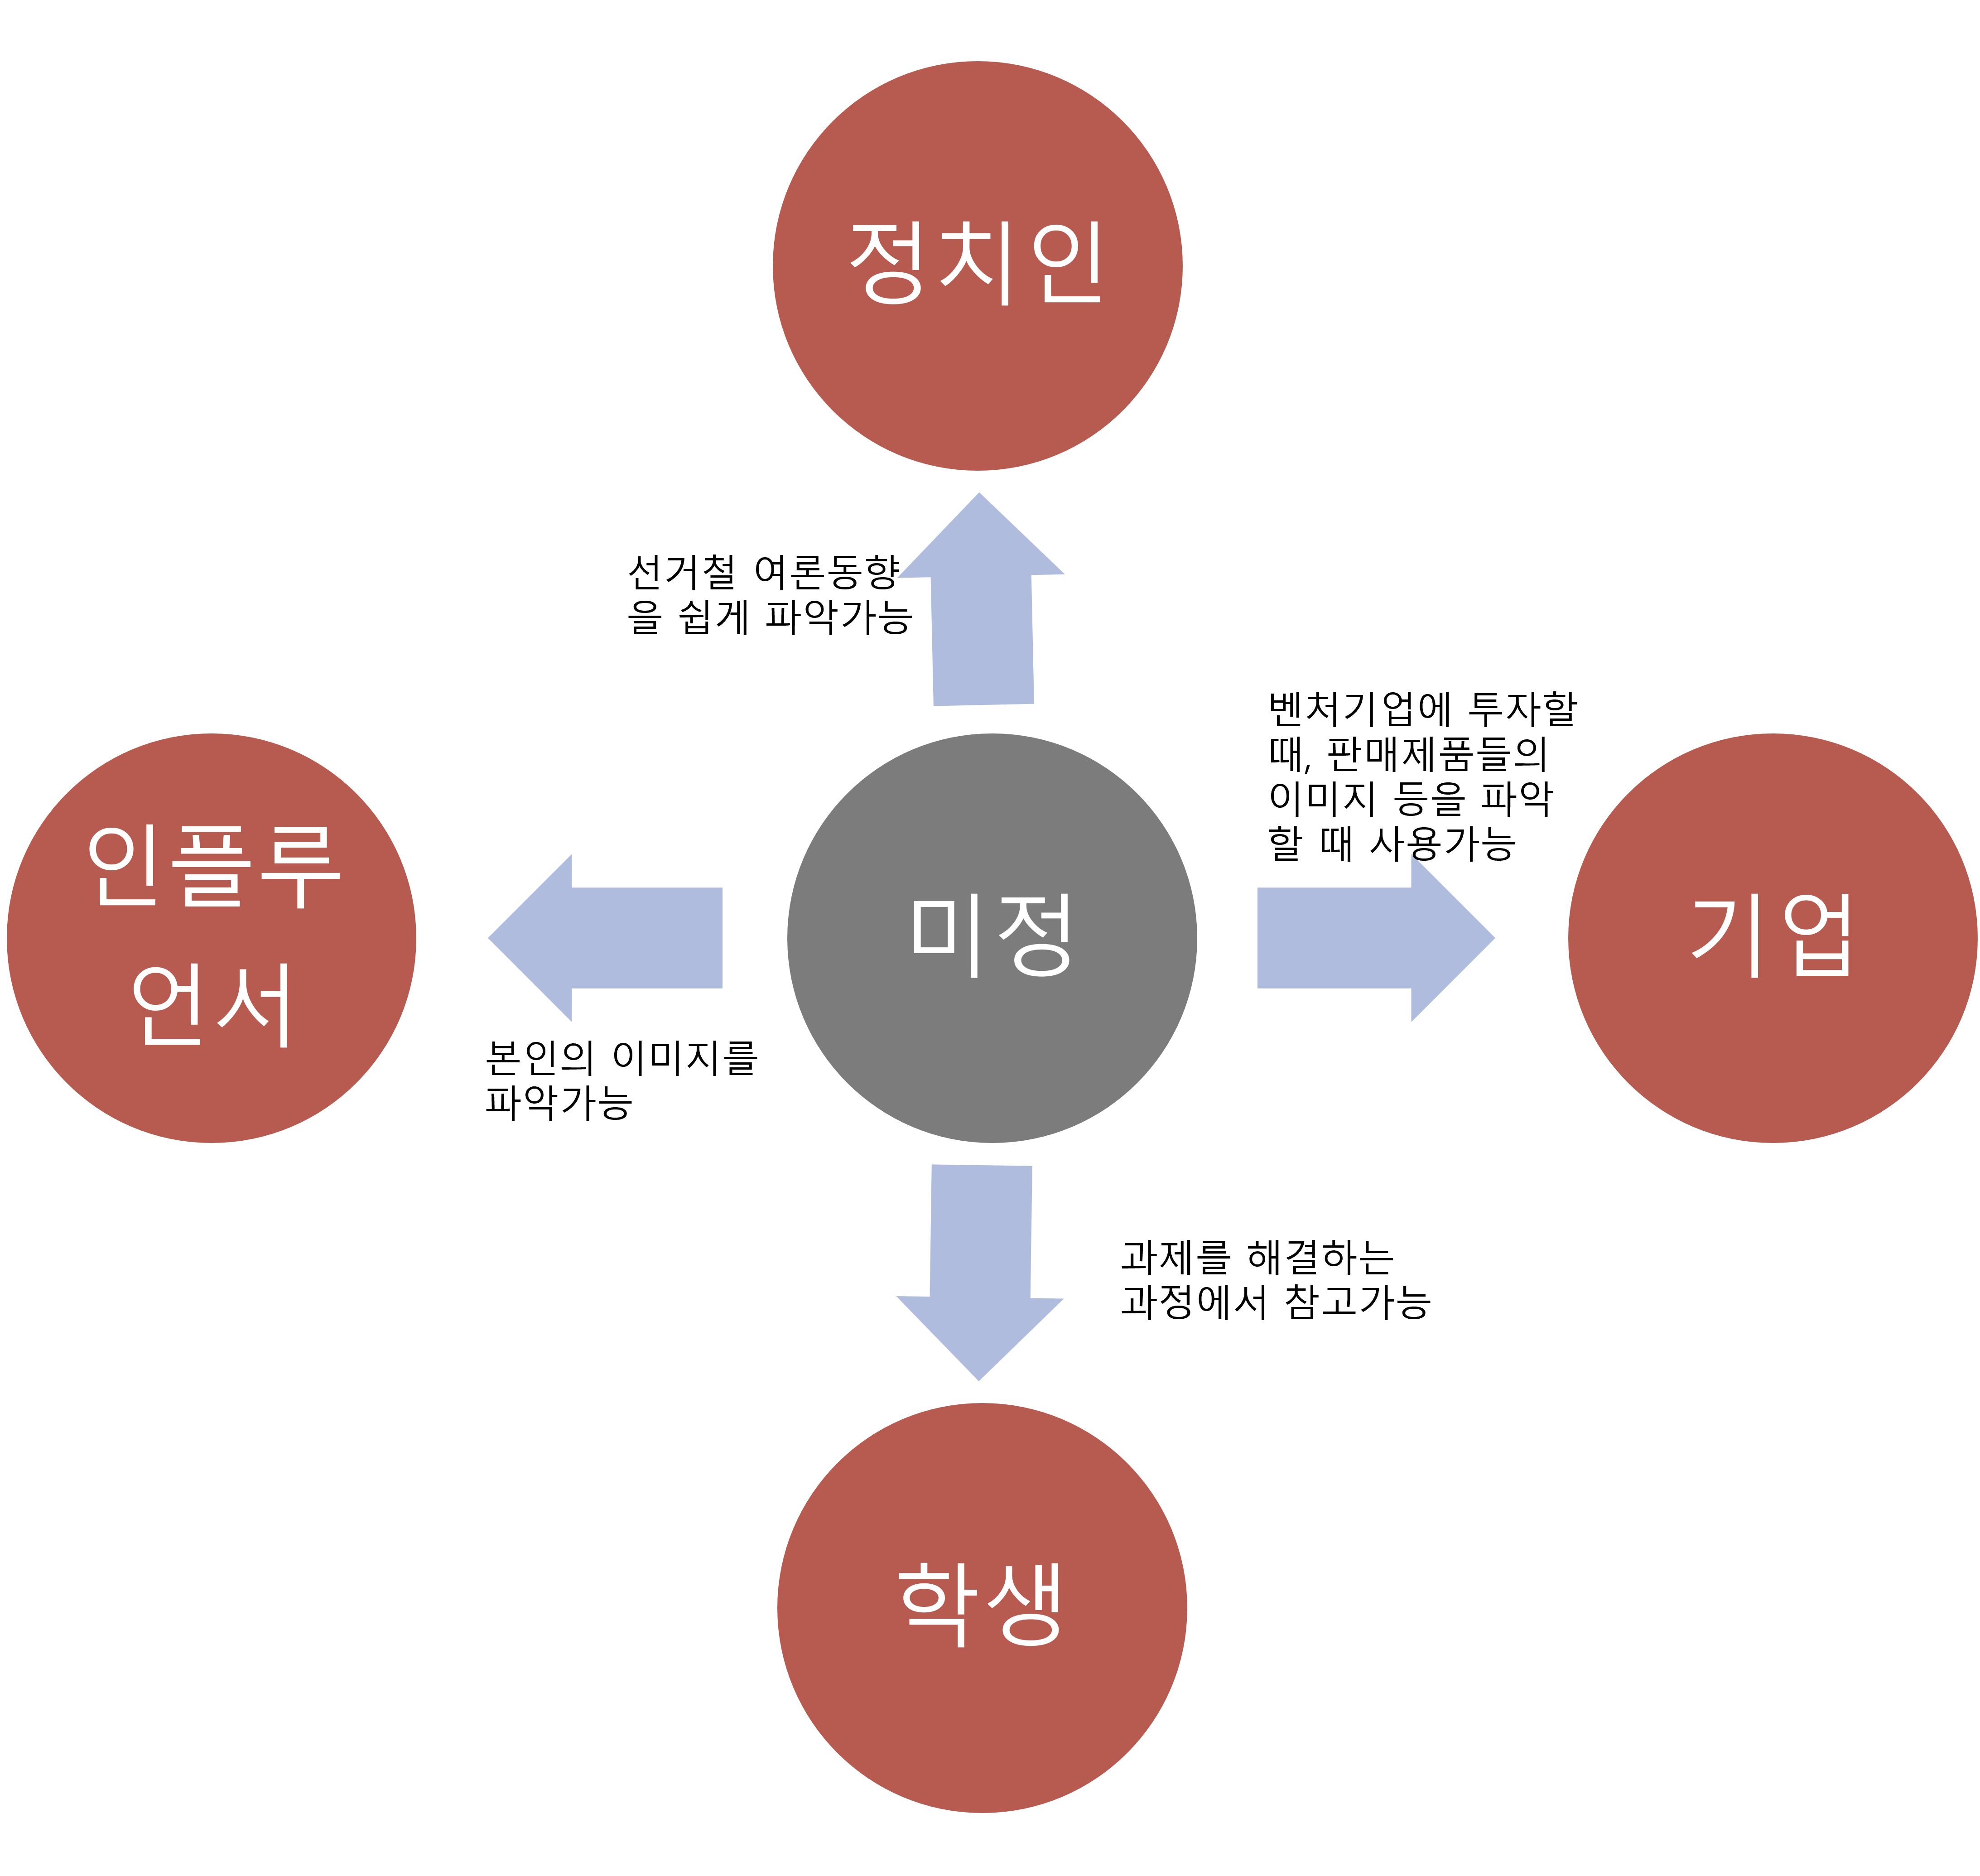 정치인
선거철 여론동향
을 쉽게 파악가능
벤처기업에 투자할
때, 판매제품들의
이미지 등을 파악
할 때 사용가능
인플루
언서
미정
기업
본인의 이미지를
파악가능
과제를 해결하는
과정에서 참고가능
학생